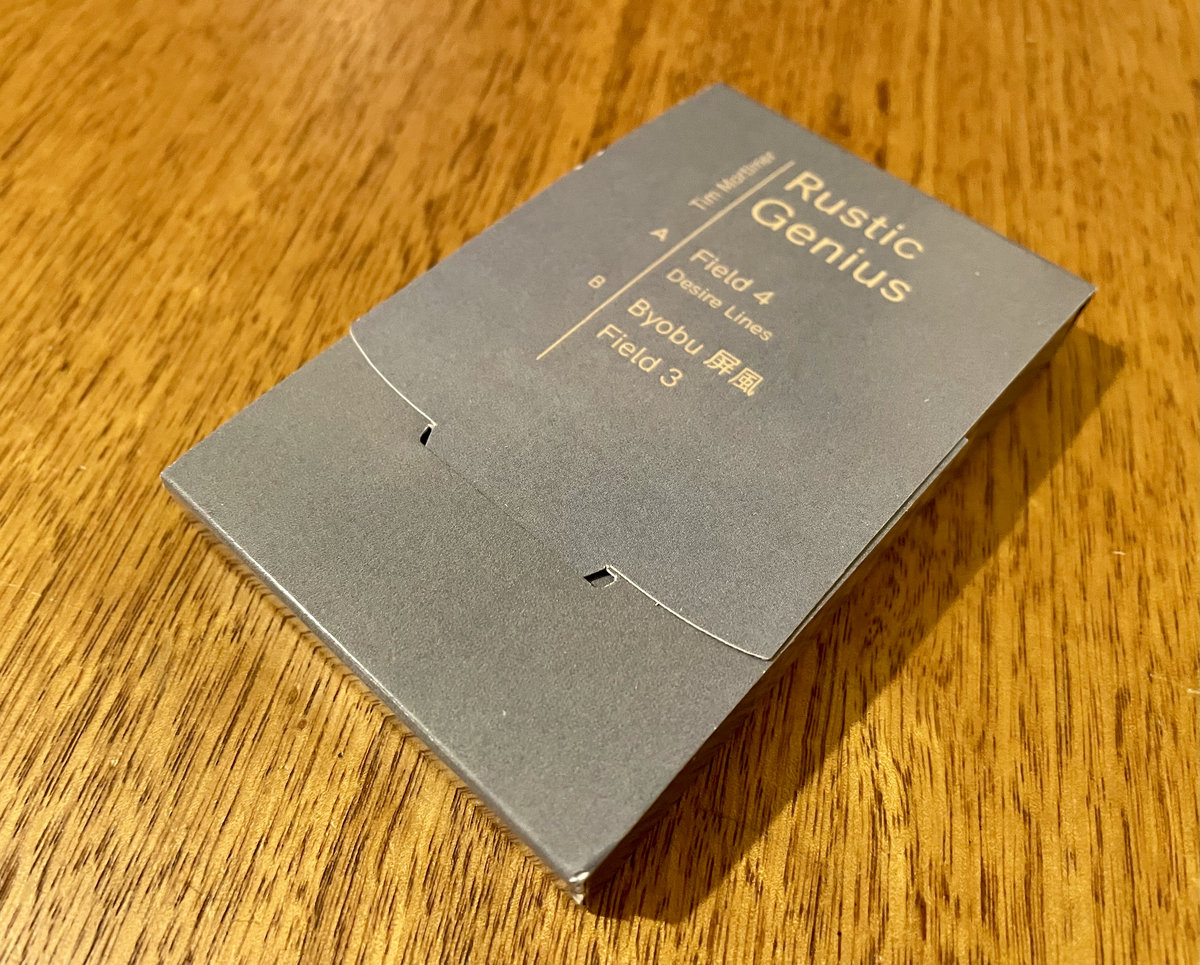 Rustic
Genius
Tim Mortimer
A
Field 4
Desire Lines
B
Byobu 屏風
Field 3